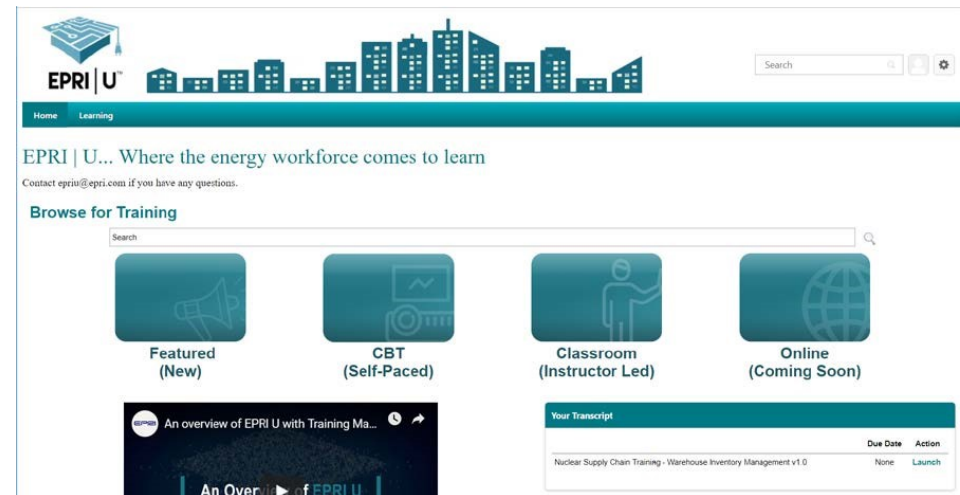 EPRI | U™
Search
Home Learning
EPRI | U... Where the energy workforce comes to learn
Contact epriu@epri.com if you have any questions.
Browse for Training
Search
Featured
(New)
CBT
(Self-Paced)
Classroom
(Instructor Led)
Online
(Coming Soon)
EPRI An overview of EPRI U with Training Ma...
An Overview of EPRI U
Your Transcript
Due Date Action
Nuclear Supply Chain Training - Warehouse Inventory Management v1.0 None Launch